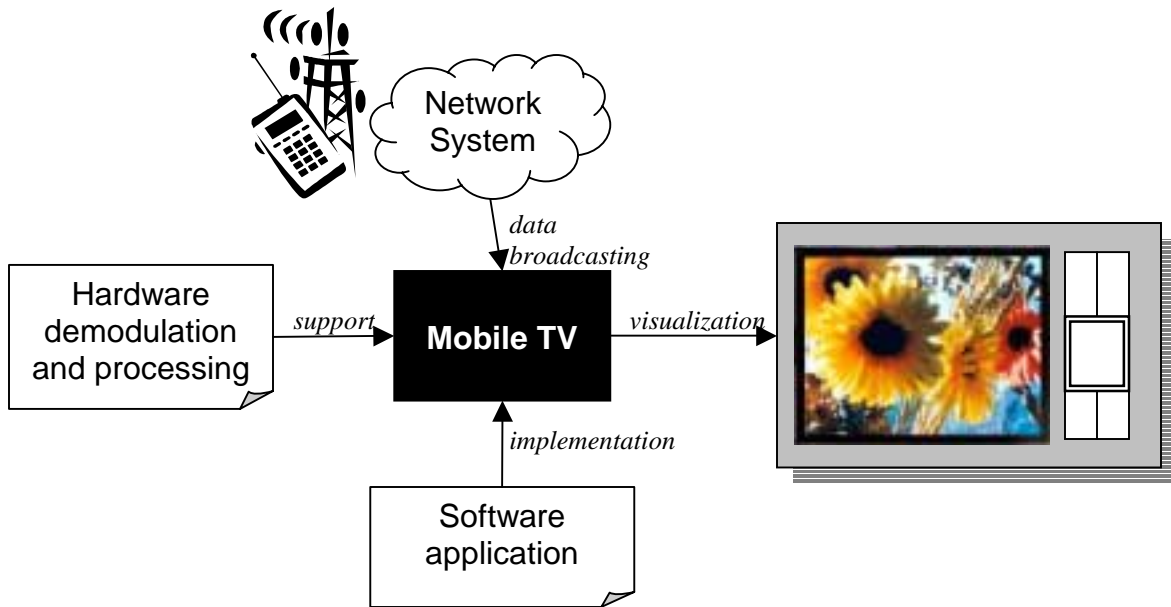 Network
System
data
broadcasting
Hardware
demodulation
and processing
support
Mobile TV
visualization
implementation
Software
application